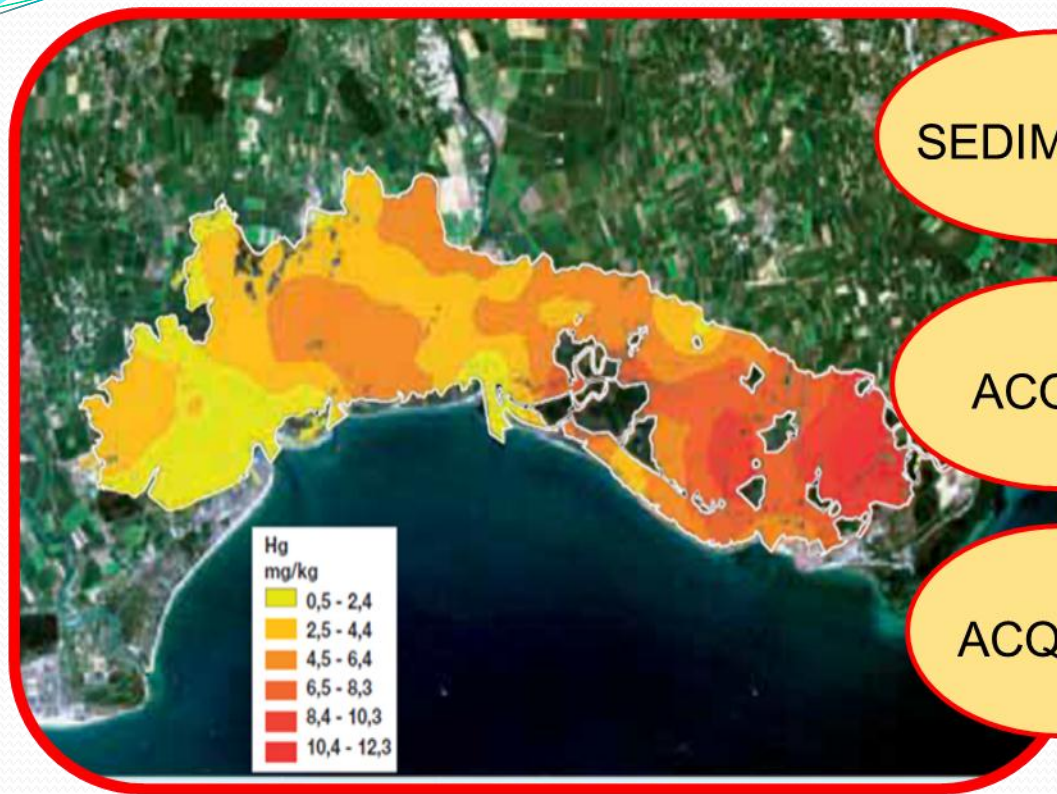 SEDIM
ACQ
ACQ
Hg
mg/kg
0,5 - 2,4
2,5 - 4,4
4,5 - 6,4
6,5 - 8,3
8,4 - 10,3
10,4 - 12,3